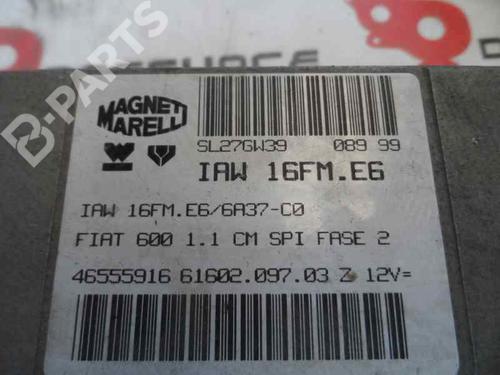 B-PARTS
MAGNETI
MARELLI
SL276W39 089 99
IAW 16FM.E6
IAW 16FM.E6/6A37-C0
FIAT 600 1.1 CM SPI FASE 2
46555916 61602.097.03 Z 12V=